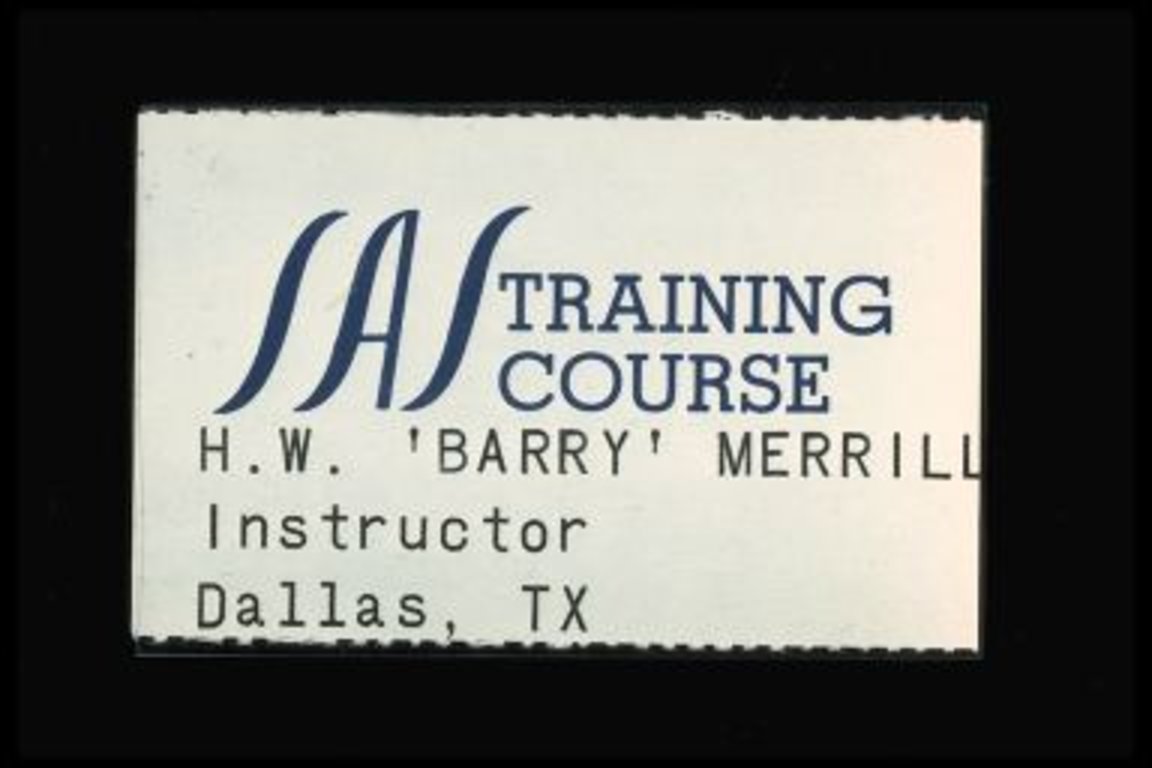 SAS TRAINING
COURSE
H.W. 'BARRY' MERRILL
Instructor
Dallas, TX